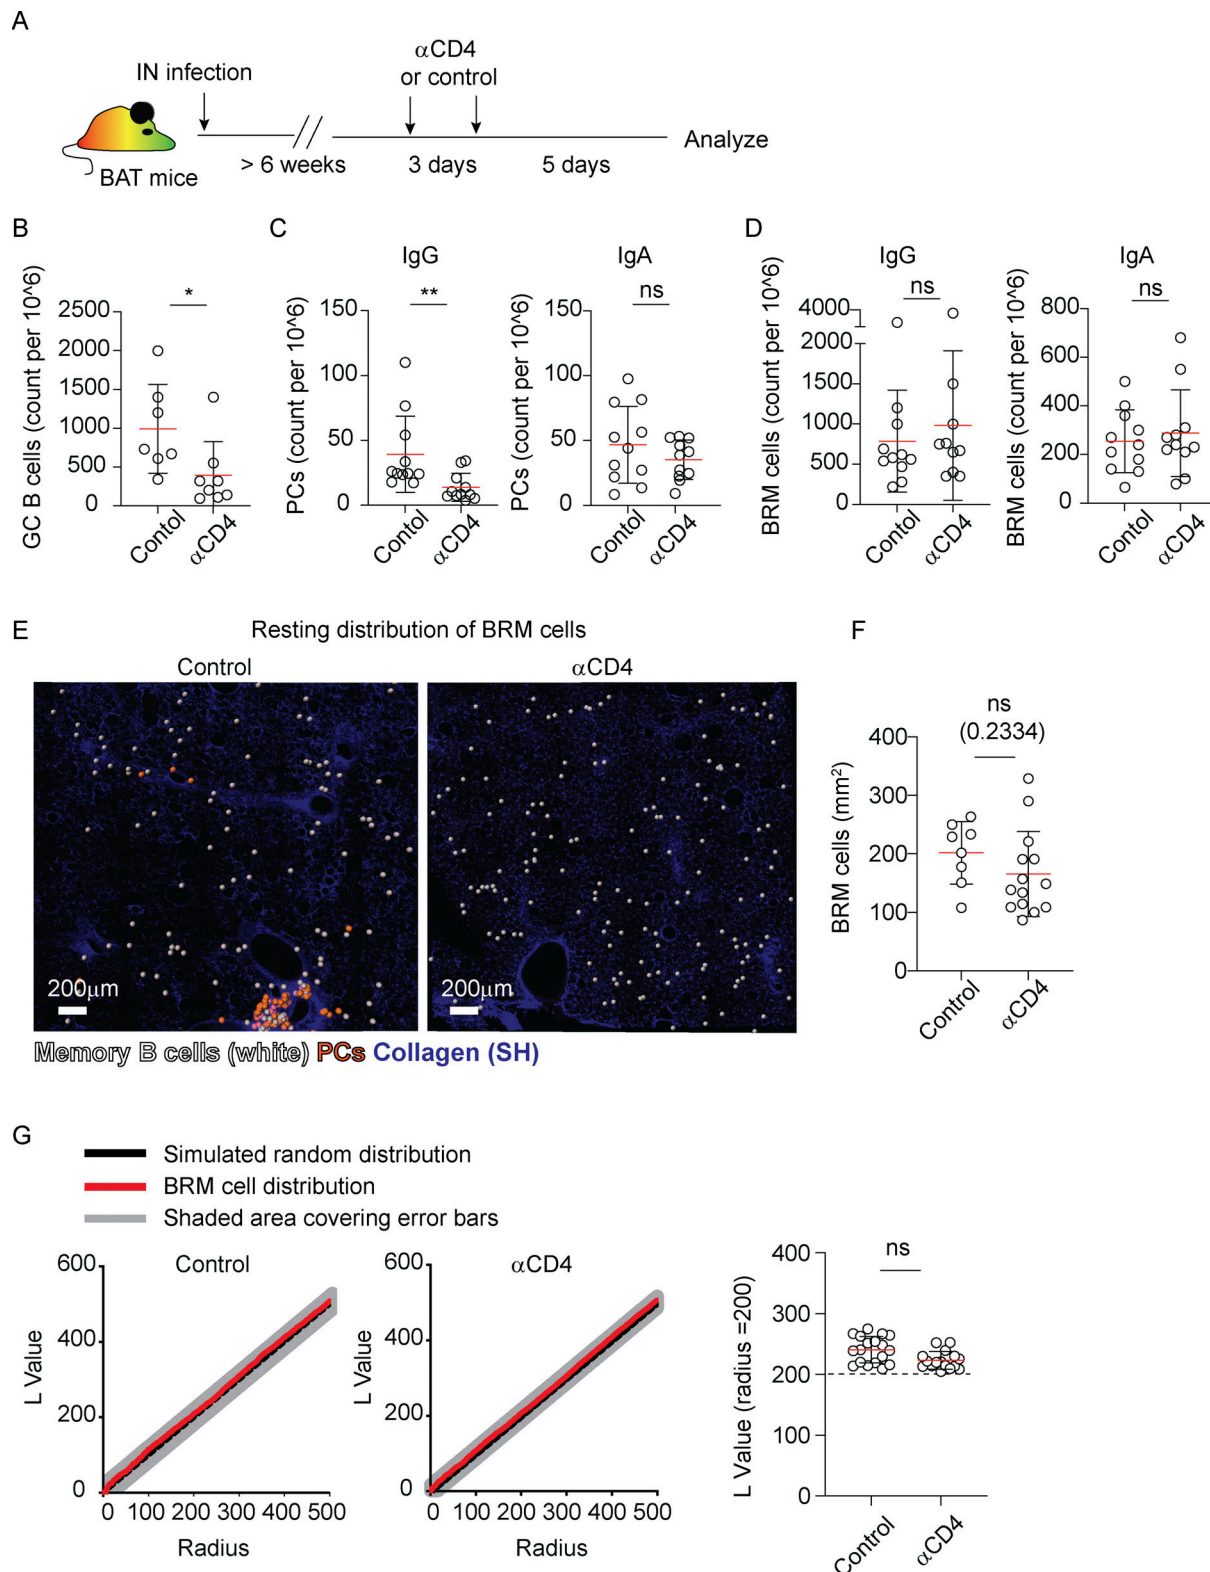 A
αCD4
or control
IN infection
BAT mice
> 6 weeks
3 days
5 days
Analyze
B
GC B cells (count per 10^6)
2500
2000
1500
1000
500
0
*
Contol
αCD4
C
IgG
PCs (count per 10^6)
150
100
50
0
**
Contol
αCD4
IgA
PCs (count per 10^6)
150
100
50
0
ns
Contol
αCD4
D
IgG
BRM cells (count per 10^6)
4000
2000
1500
1000
500
0
ns
Contol
αCD4
IgA
BRM cells (count per 10^6)
800
600
400
200
0
ns
Contol
αCD4
E
Resting distribution of BRM cells
Control
αCD4
200μm
200μm
Memory B cells (white) PCs Collagen (SH)
F
ns
(0.2334)
BRM cells (mm²)
400
300
200
100
0
Control
αCD4
G
Simulated random distribution
BRM cell distribution
Shaded area covering error bars
Control
L Value
600
400
200
0
0 100 200 300 400 500
Radius
αCD4
L Value
600
400
200
0
0 100 200 300 400 500
Radius
L Value (radius =200)
400
300
200
100
0
ns
Control
αCD4